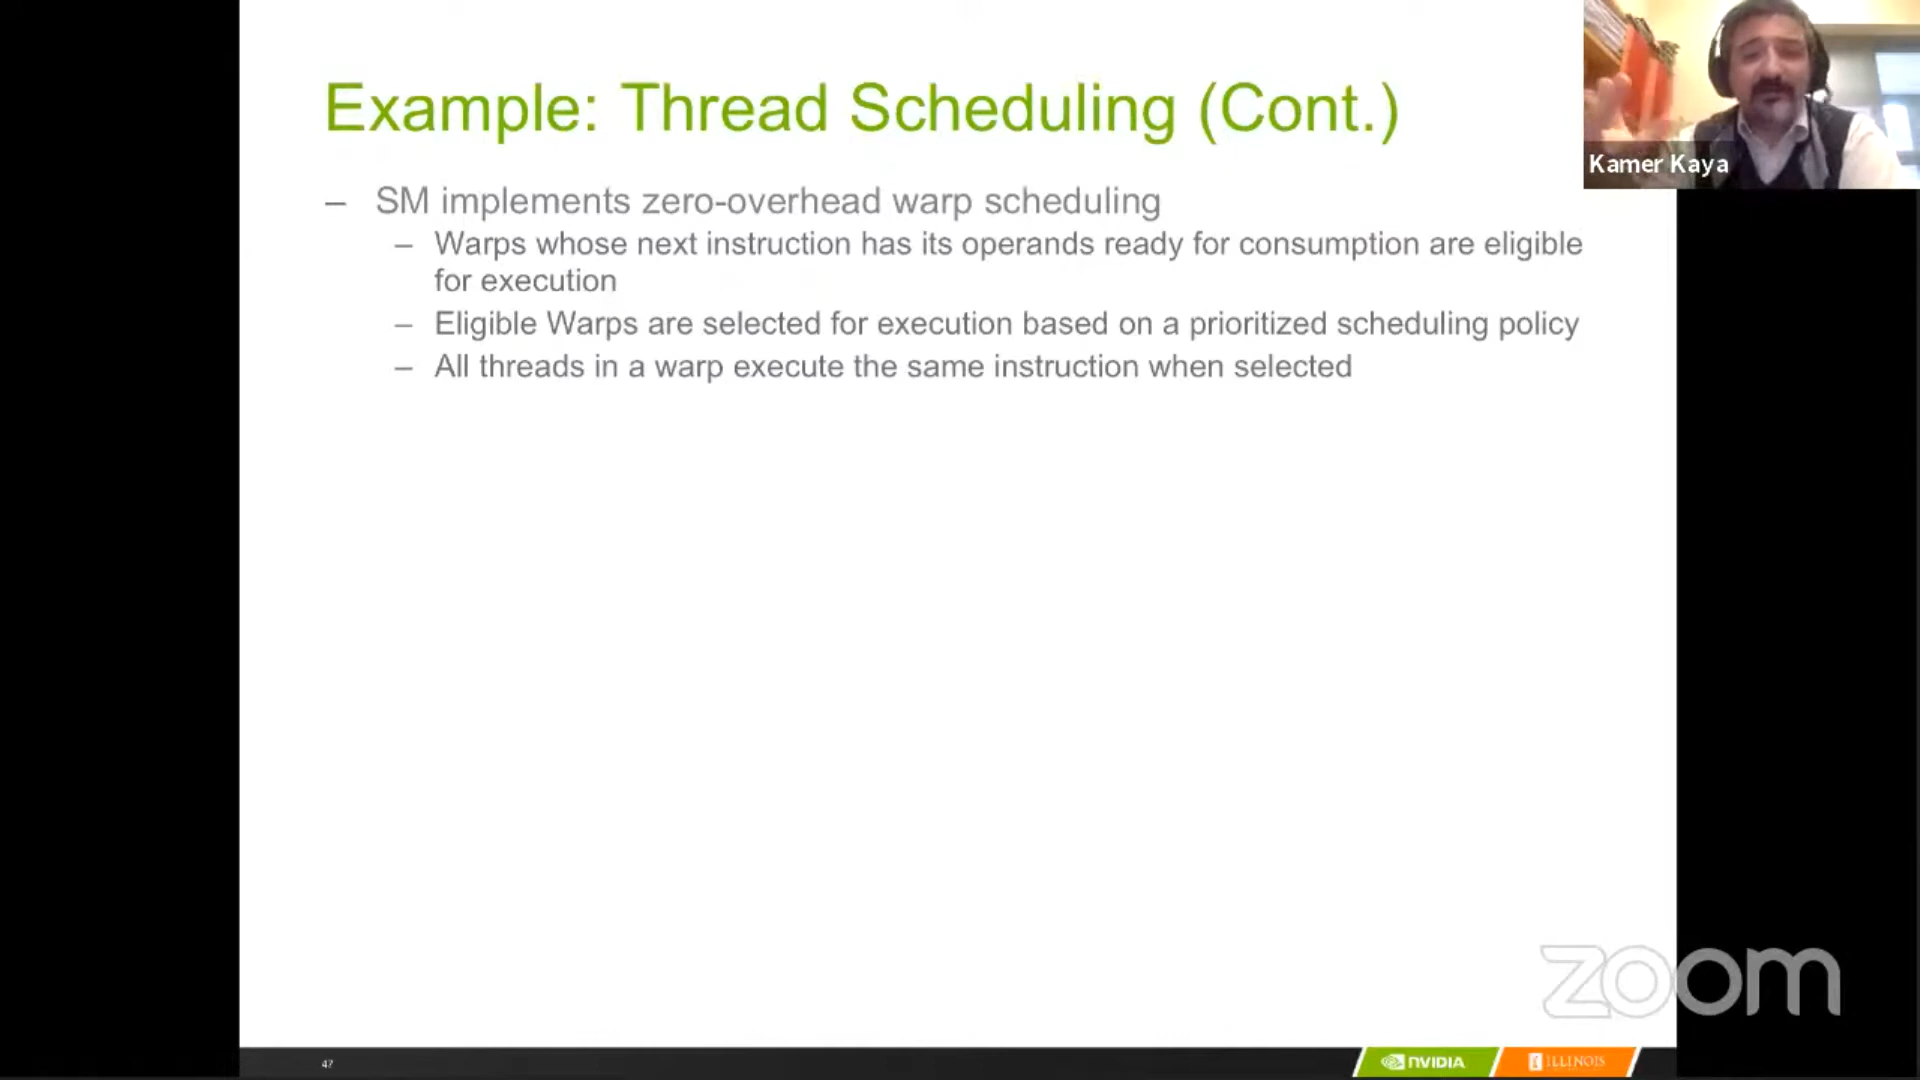 Example: Thread Scheduling (Cont.)
Kamer Kaya
– SM implements zero-overhead warp scheduling
– Warps whose next instruction has its operands ready for consumption are eligible
for execution
– Eligible Warps are selected for execution based on a prioritized scheduling policy
– All threads in a warp execute the same instruction when selected
zoom
47
NVIDIA
I ILLINOIS